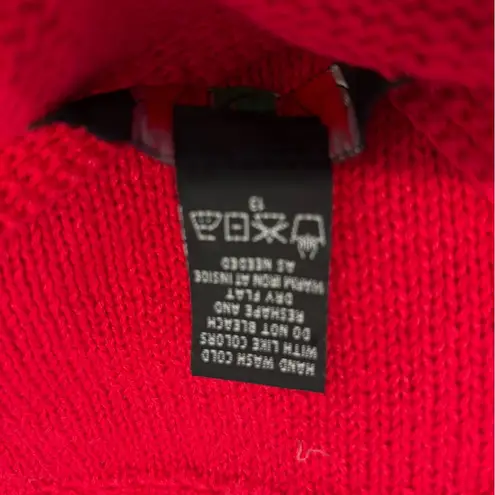 HAND WASH COLD
WITH LIKE COLORS
DO NOT BLEACH
RESHAPE AND
DRY FLAT
WARM IRON AT INSIDE
AS NEEDED
13